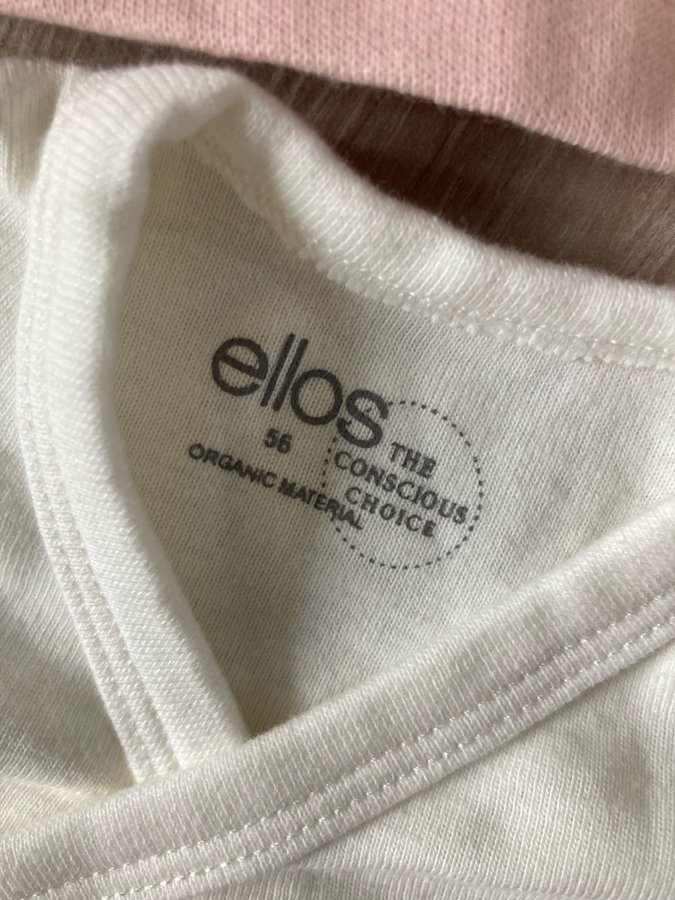 ellos
56
ORGANIC MATERIAL
THE
CONSCIOUS
CHOICE